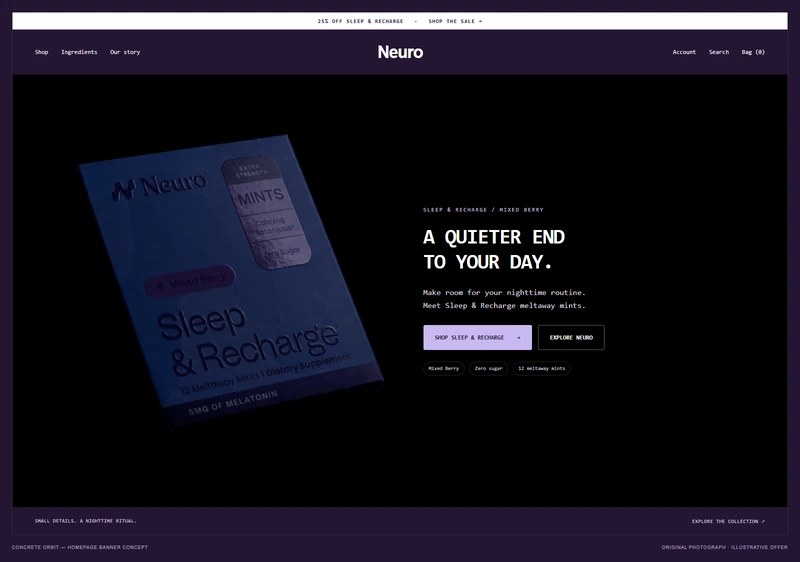 25% OFF SLEEP & RECHARGE - SHOP THE SALE →
Shop Ingredients Our story
Neuro
Account Search Bag (0)
Neuro
EXTRA
STRENGTH
MINTS
Calming
botanicals*
Zero Sugar
Mixed Berry
Sleep
& Recharge
12 Meltaway Mints | Dietary Supplement
5MG OF MELATONIN
SLEEP & RECHARGE / MIXED BERRY
A QUIETER END
TO YOUR DAY.
Make room for your nighttime routine.
Meet Sleep & Recharge meltaway mints.
SHOP SLEEP & RECHARGE →
EXPLORE NEURO
Mixed Berry Zero sugar 12 meltaway mints
SMALL DETAILS. A NIGHTTIME RITUAL.
EXPLORE THE COLLECTION ↗
CONCRETE ORBIT — HOMEPAGE BANNER CONCEPT
ORIGINAL PHOTOGRAPH · ILLUSTRATIVE OFFER